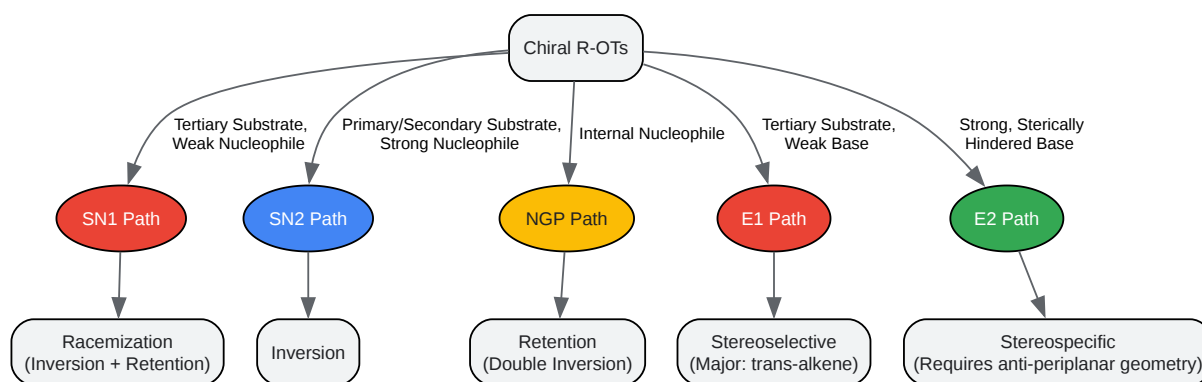 Chiral R-OTs
Tertiary Substrate,
Weak Nucleophile
Primary/Secondary Substrate,
Strong Nucleophile
Internal Nucleophile
Tertiary Substrate,
Weak Base
Strong, Sterically
Hindered Base
SN1 Path
SN2 Path
NGP Path
E1 Path
E2 Path
Racemization
(Inversion + Retention)
Inversion
Retention
(Double Inversion)
Stereoselective
(Major: trans-alkene)
Stereospecific
(Requires anti-periplanar geometry)